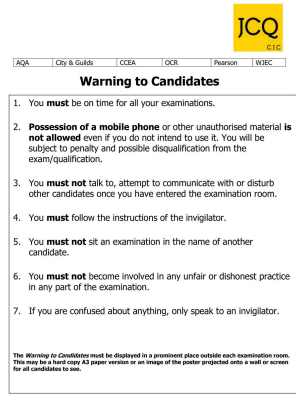 JCQ
CIC
AQA City & Guilds CCEA OCR Pearson WJEC
Warning to Candidates
1. You must be on time for all your examinations.
2. Possession of a mobile phone or other unauthorised material is
not allowed even if you do not intend to use it. You will be
subject to penalty and possible disqualification from the
exam/qualification.
3. You must not talk to, attempt to communicate with or disturb
other candidates once you have entered the examination room.
4. You must follow the instructions of the invigilator.
5. You must not sit an examination in the name of another
candidate.
6. You must not become involved in any unfair or dishonest practice
in any part of the examination.
7. If you are confused about anything, only speak to an invigilator.
The Warning to Candidates must be displayed in a prominent place outside each examination room.
This may be a hard copy A3 paper version or an image of the poster projected onto a wall or screen
for all candidates to see.